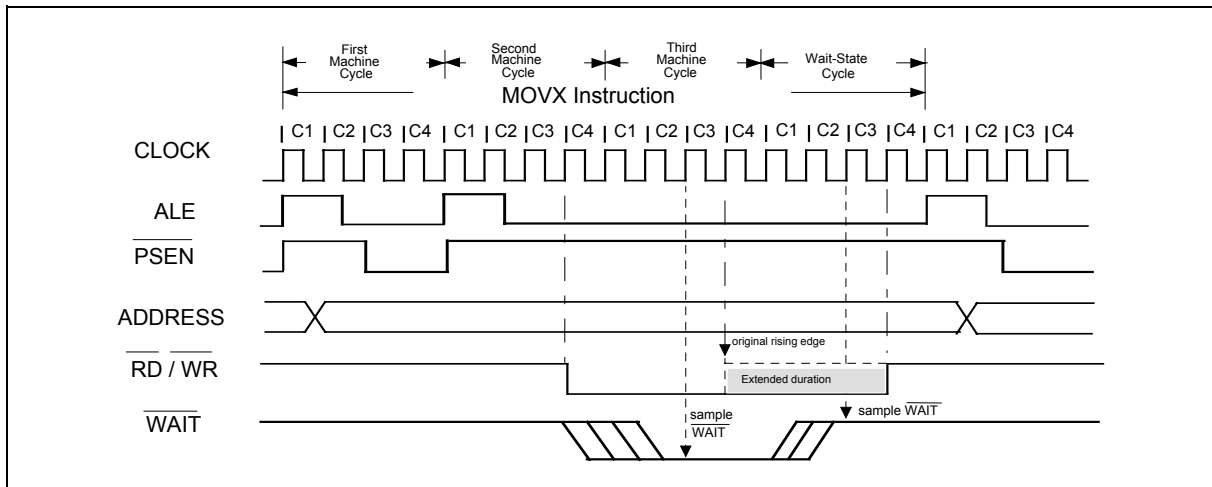 First
Machine
Cycle
Second
Machine
Cycle
Third
Machine
Cycle
Wait-State
Cycle
MOVX Instruction
C1 C2 C3 C4 C1 C2 C3 C4 C1 C2 C3 C4 C1 C2 C3 C4 C1 C2 C3 C4
CLOCK
ALE
PSEN
ADDRESS
original rising edge
RD / WR
Extended duration
sample
WAIT
sample WAIT
WAIT